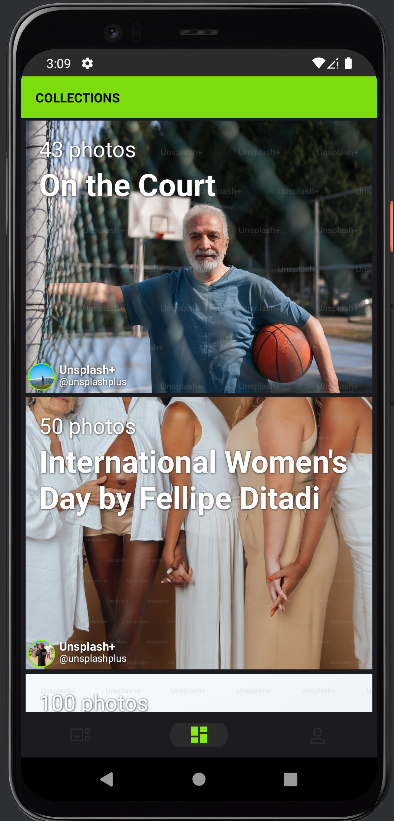 3:09
COLLECTIONS
43 photos
On the Court
Unsplash+
@unsplashplus
50 photos
International Women's
Day by Fellipe Ditadi
Unsplash+
@unsplashplus
100 photos